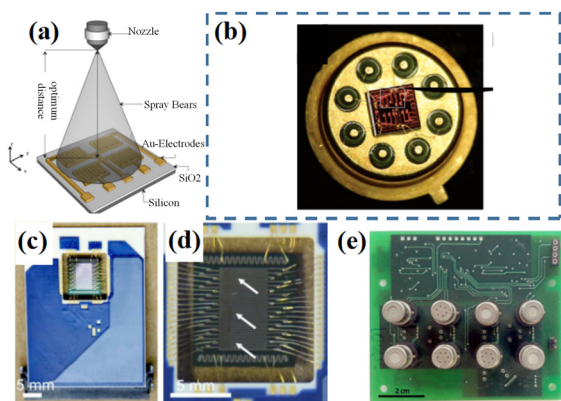 (a)
Nozzle
optimum
distance
Spray Bears
Au-Electrodes
SiO2
Silicon
(b)
(c)
5 mm
(d)
5 mm
(e)
2 cm